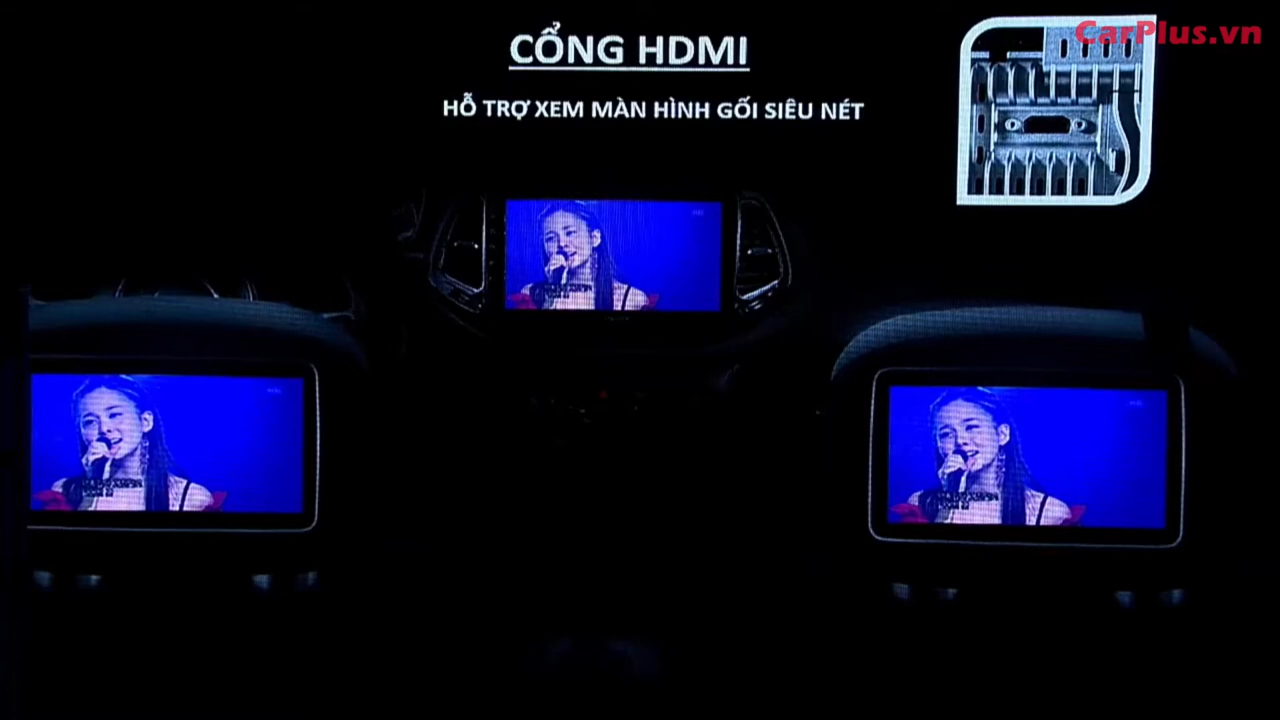 CarPlus.vn
CỔNG HDMI
HỖ TRỢ XEM MÀN HÌNH GỐI SIÊU NÉT